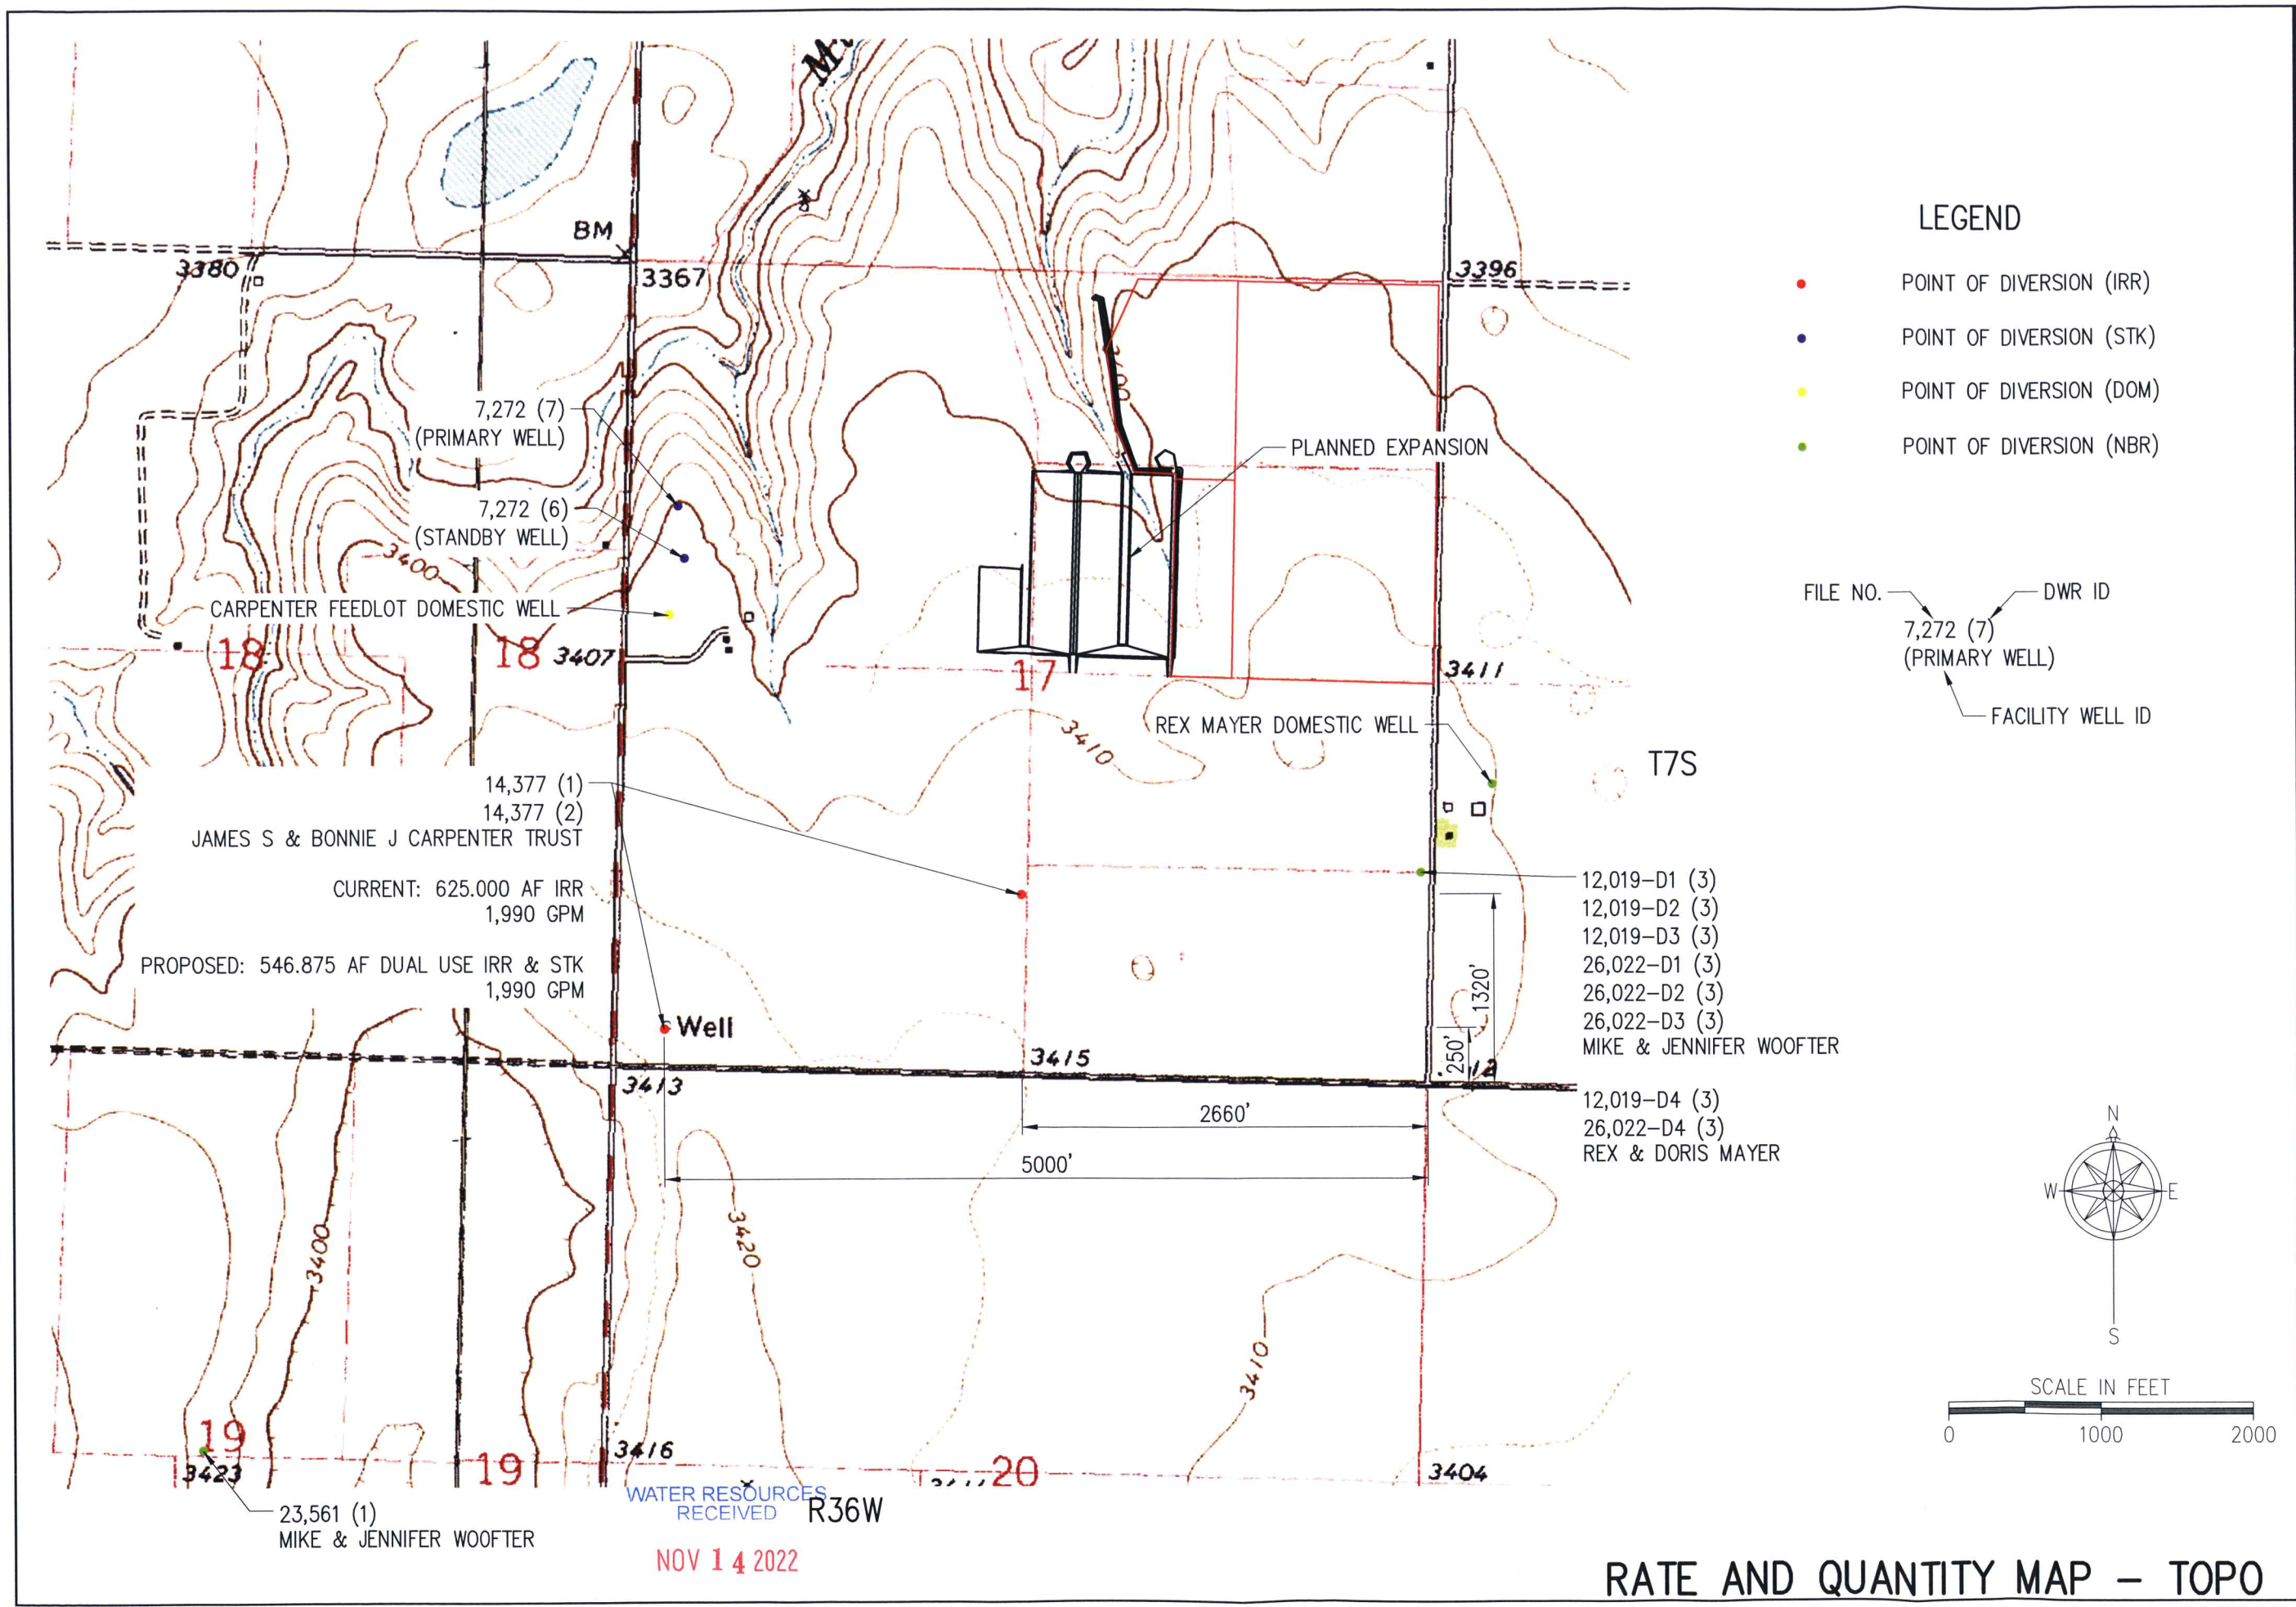 BM
3380
3367
3396
LEGEND
POINT OF DIVERSION (IRR)
POINT OF DIVERSION (STK)
POINT OF DIVERSION (DOM)
POINT OF DIVERSION (NBR)
7,272 (7)
(PRIMARY WELL)
PLANNED EXPANSION
7,272 (6)
(STANDBY WELL)
3400
CARPENTER FEEDLOT DOMESTIC WELL
18
18
3407
17
3411
FILE NO.
DWR ID
7,272 (7)
(PRIMARY WELL)
FACILITY WELL ID
REX MAYER DOMESTIC WELL
3410
T7S
14,377 (1)
14,377 (2)
JAMES S & BONNIE J CARPENTER TRUST
CURRENT: 625.000 AF IRR
1,990 GPM
PROPOSED: 546.875 AF DUAL USE IRR & STK
1,990 GPM
12,019-D1 (3)
12,019-D2 (3)
12,019-D3 (3)
26,022-D1 (3)
26,022-D2 (3)
26,022-D3 (3)
MIKE & JENNIFER WOOFTER
1320'
250'
Well
3415
3413
12
12,019-D4 (3)
26,022-D4 (3)
REX & DORIS MAYER
2660'
5000'
N
W
E
S
3400
3420
3410
SCALE IN FEET
0 1000 2000
19
3423
19
3416
20
3404
23,561 (1)
MIKE & JENNIFER WOOFTER
WATER RESOURCES
RECEIVED
R36W
NOV 14 2022
RATE AND QUANTITY MAP – TOPO